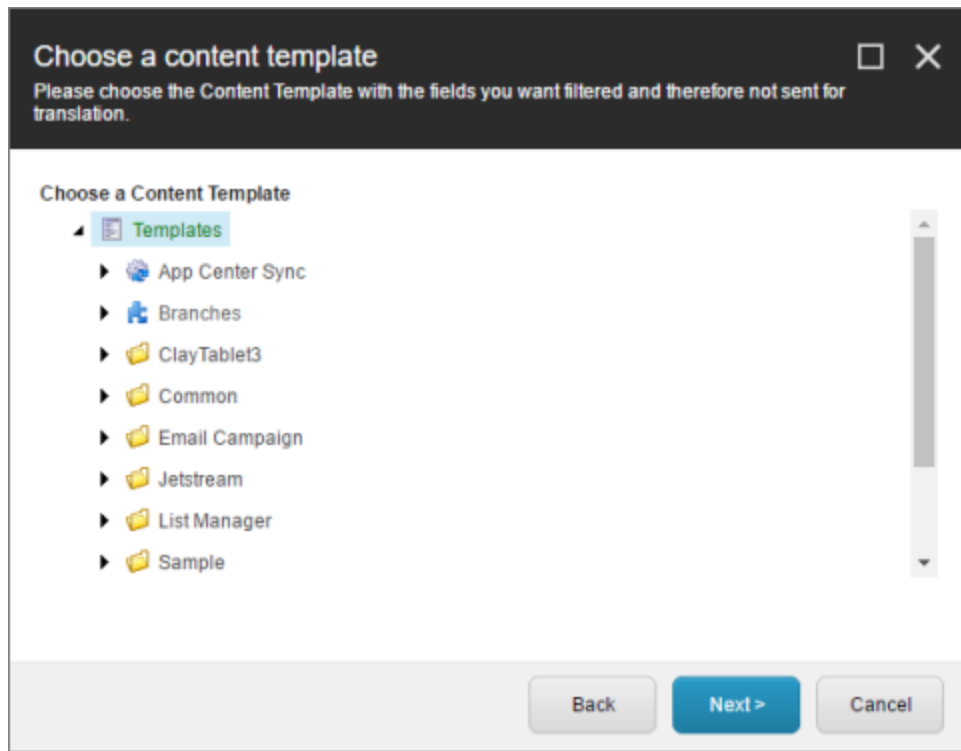 Choose a content template
Please choose the Content Template with the fields you want filtered and therefore not sent for
translation.
Choose a Content Template
Templates
App Center Sync
Branches
ClayTablet3
Common
Email Campaign
Jetstream
List Manager
Sample
Back
Next >
Cancel